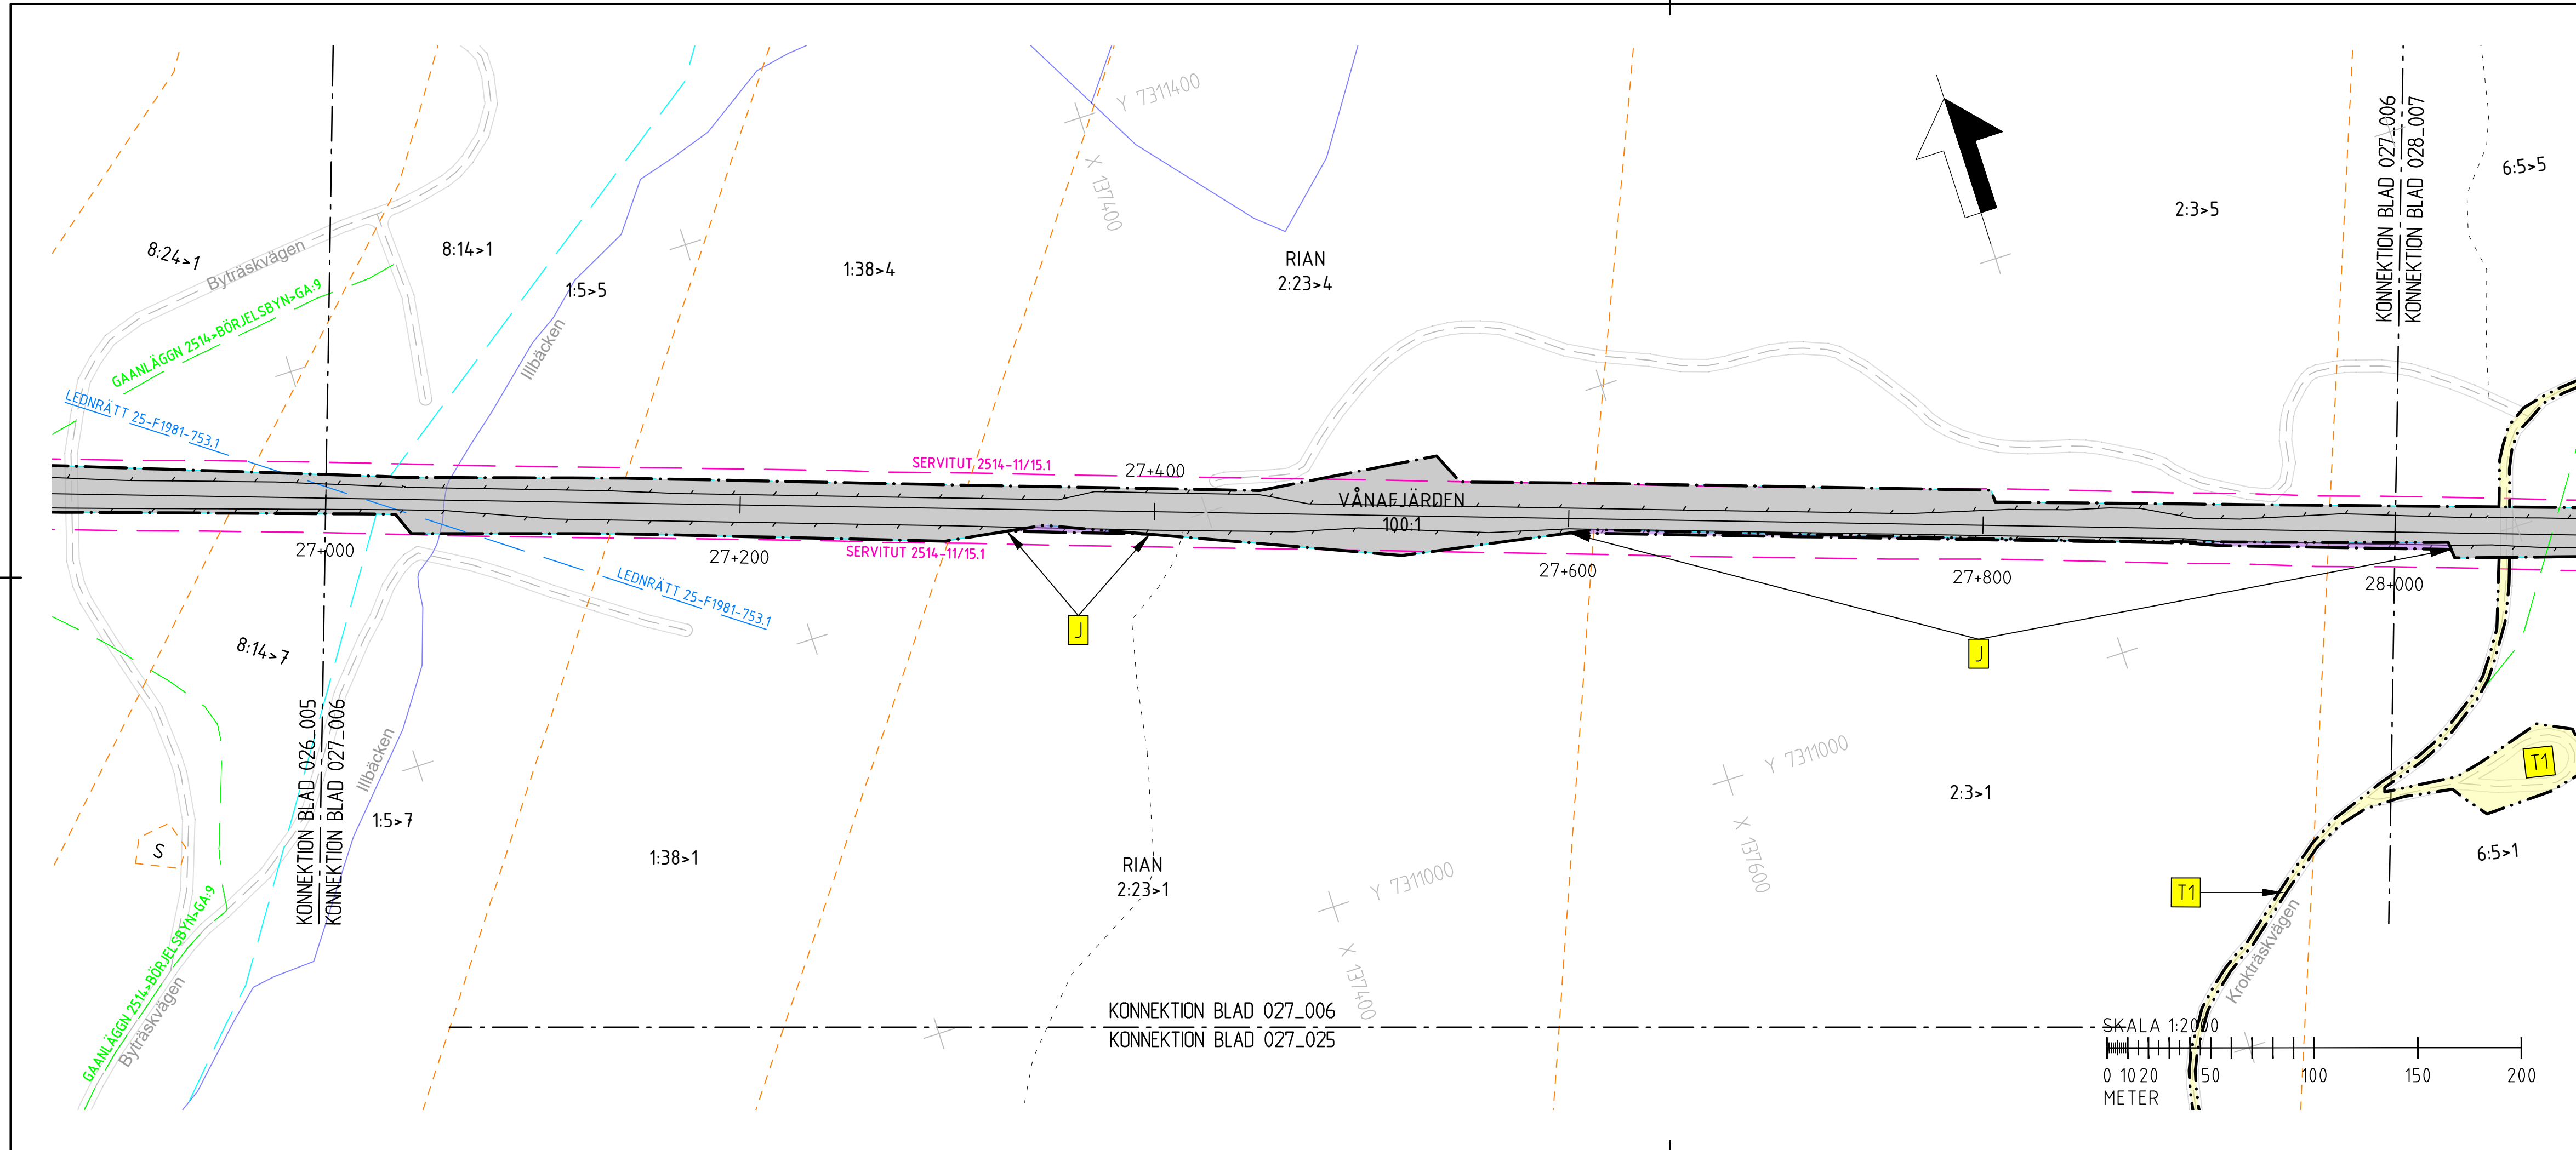 Y 7311400
X 137400
KONNEKTION BLAD 027_006
KONNEKTION BLAD 028_007
6:5>5
2:3>5
8:24>1
Byträskvägen
8:14>1
GAANLÄGGN 2514>BÖRJELSBYN>GA:9
1:5>5
Illbäcken
1:38>4
RIAN
2:23>4
LEDNRÄTT 25-F1981-753.1
SERVITUT 2514-11/15.1
27+400
VÅNAFJÄRDEN
100:1
27+000
27+200
SERVITUT 2514-11/15.1
27+600
27+800
28+000
LEDNRÄTT 25-F1981-753.1
J
J
8:14>7
KONNEKTION BLAD 026_005
KONNEKTION BLAD 027_006
Illbäcken
1:5>7
S
1:38>1
RIAN
2:23>1
Y 7311000
X 137400
Y 7311000
X 137600
2:3>1
T1
6:5>1
T1
Krokträskvägen
GAANLÄGGN 2514>BÖRJELSBYN>GA:9
Byträskvägen
KONNEKTION BLAD 027_006
KONNEKTION BLAD 027_025
SKALA 1:2000
0 10 20 50 100 150 200
METER